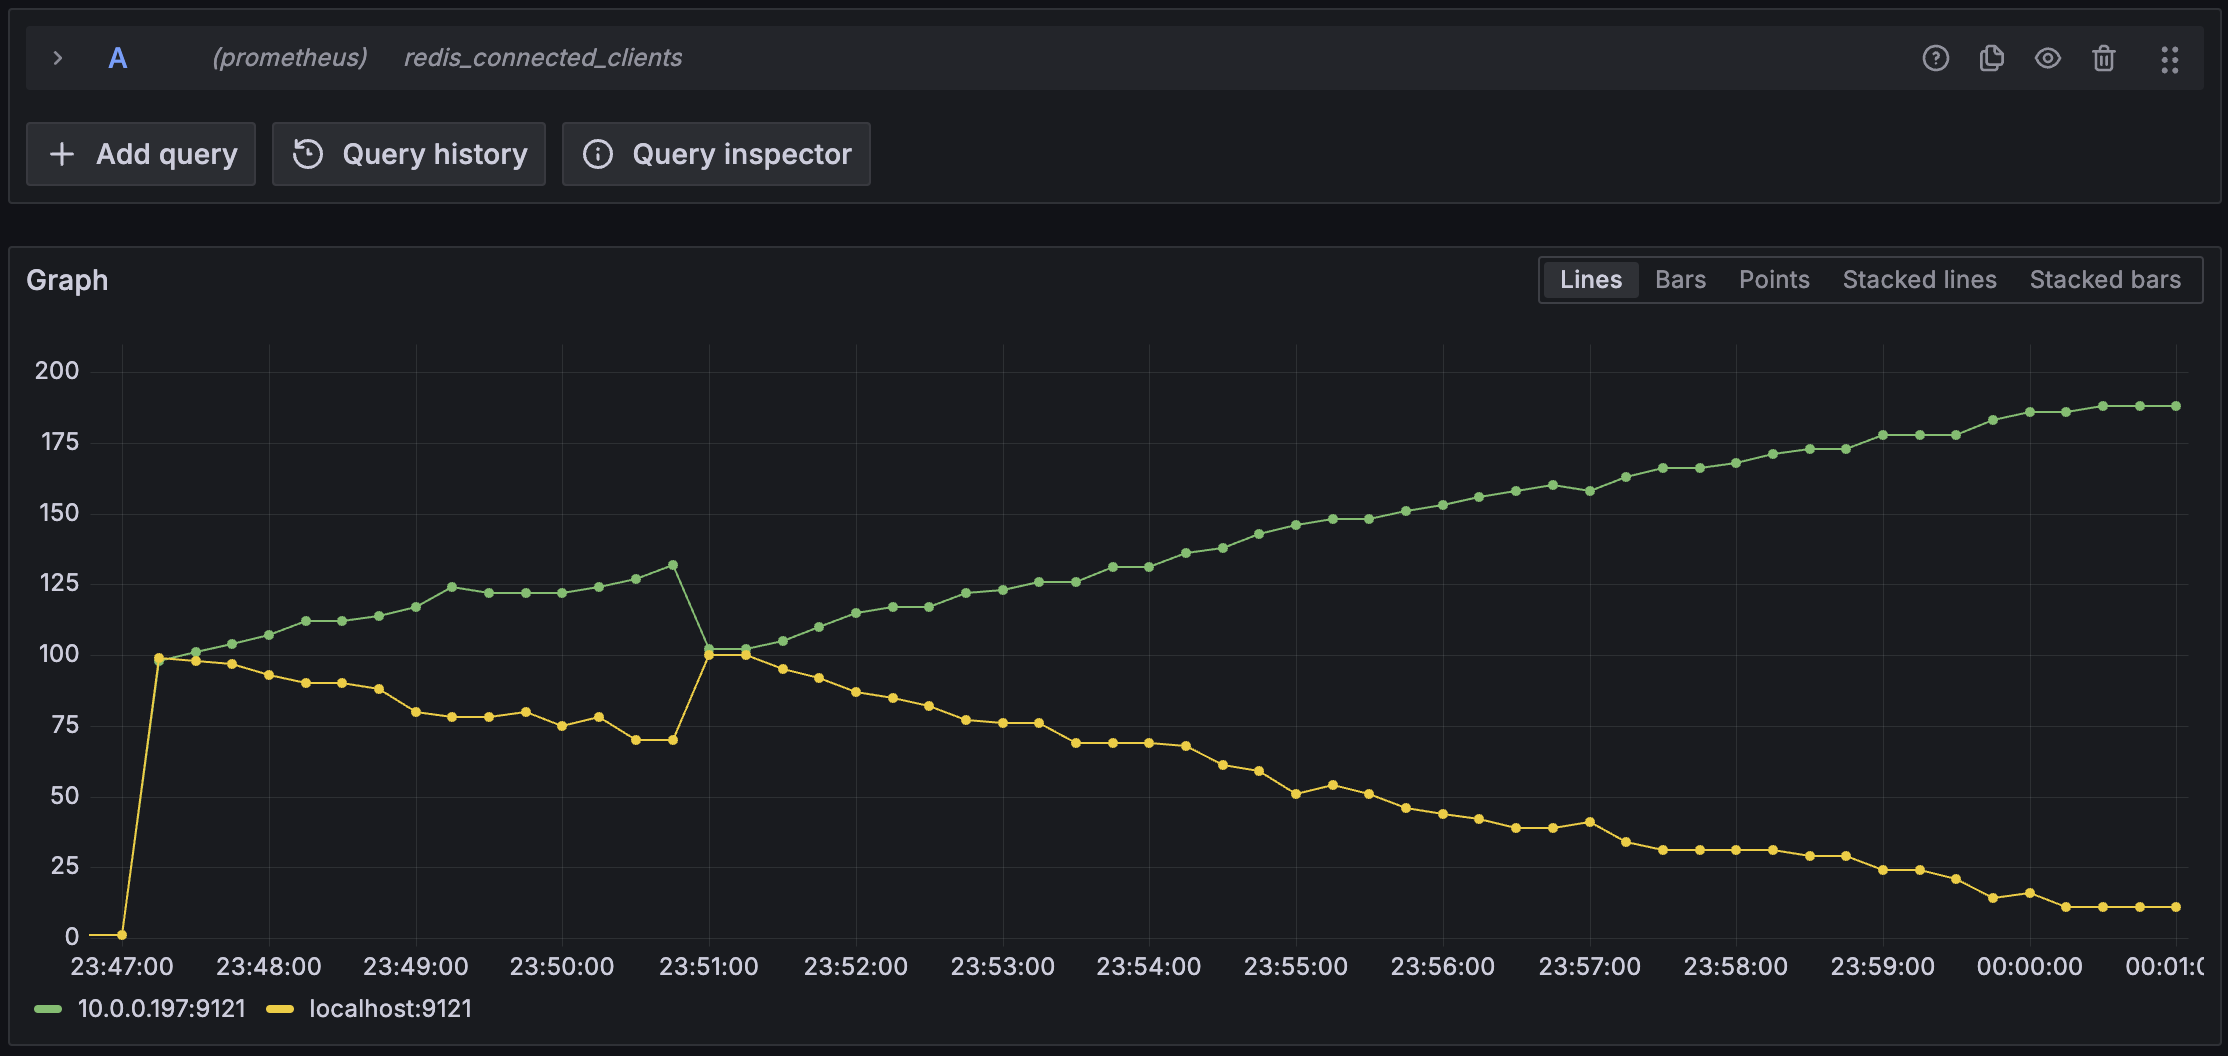 A (prometheus) redis_connected_clients
Add query Query history Query inspector
Graph
Lines Bars Points Stacked lines Stacked bars
200
175
150
125
100
75
50
25
0
23:47:00 23:48:00 23:49:00 23:50:00 23:51:00 23:52:00 23:53:00 23:54:00 23:55:00 23:56:00 23:57:00 23:58:00 23:59:00 00:00:00 00:01:0
10.0.0.197:9121 localhost:9121